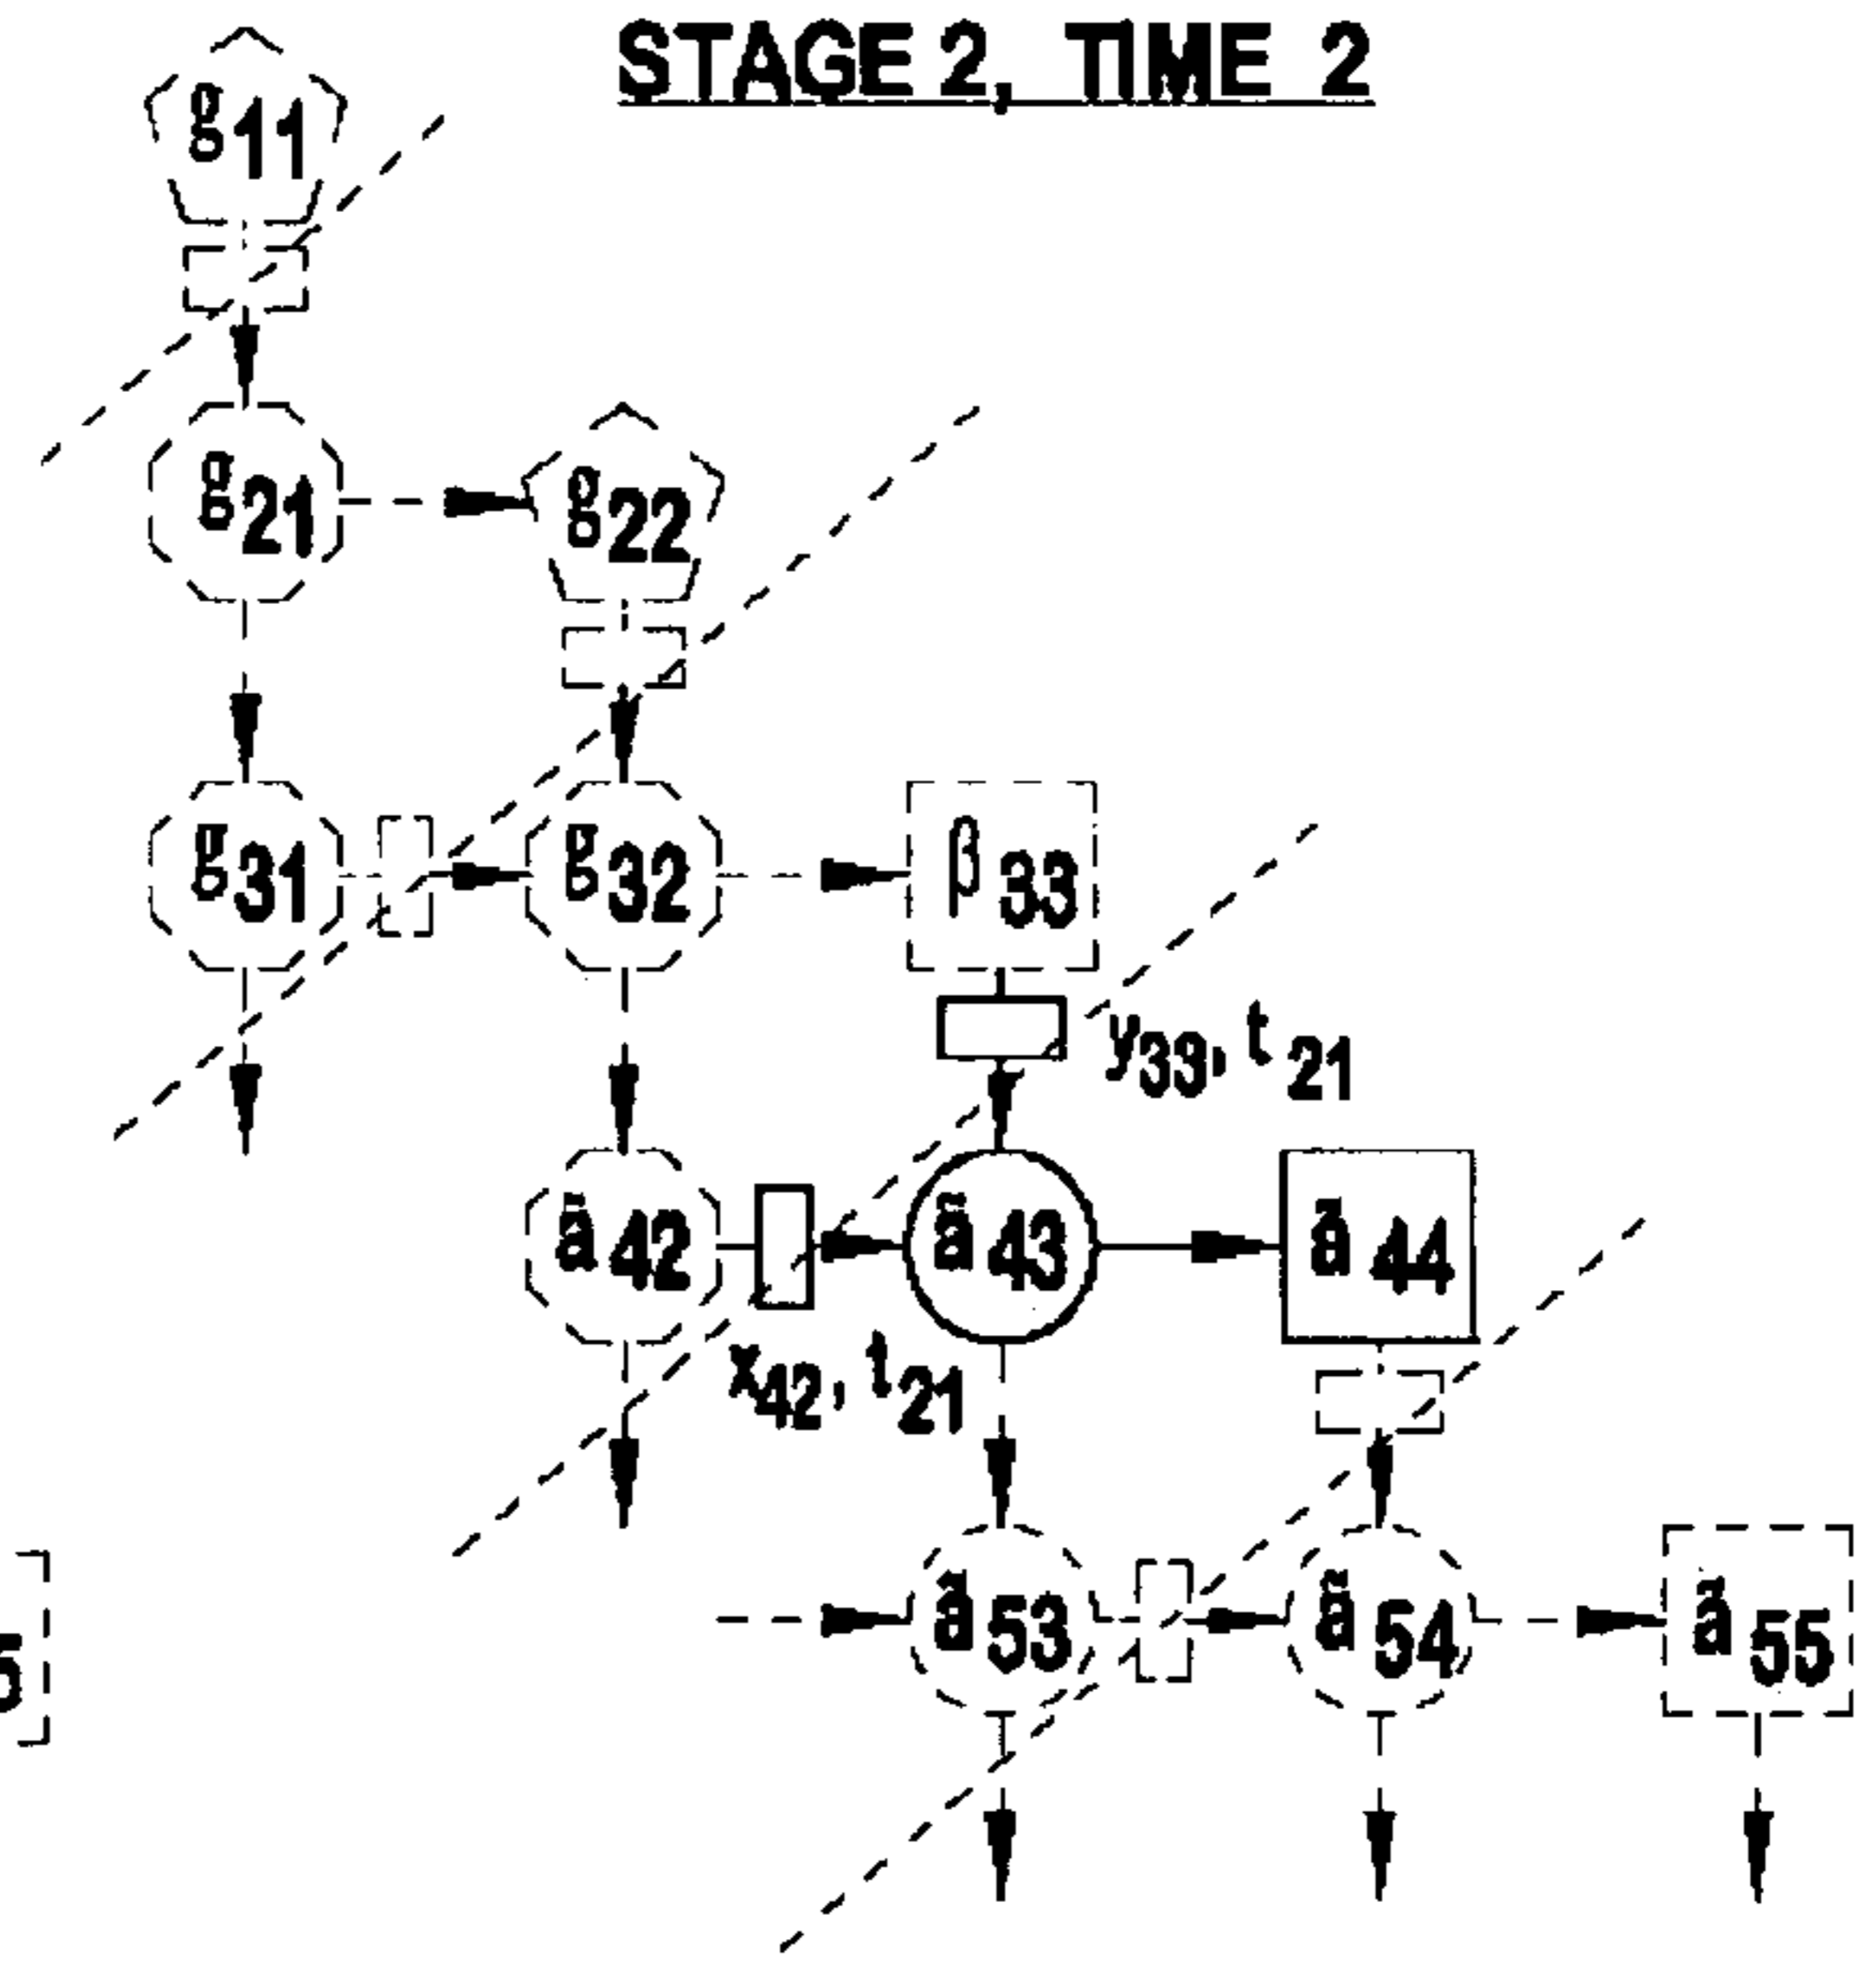 STAGE 2, TIME 2
g11
g21 g22
g31 g32 β33
y33, t21
ã42 ã43 ã44
x42, t21
ã53 ã54 ã55
5